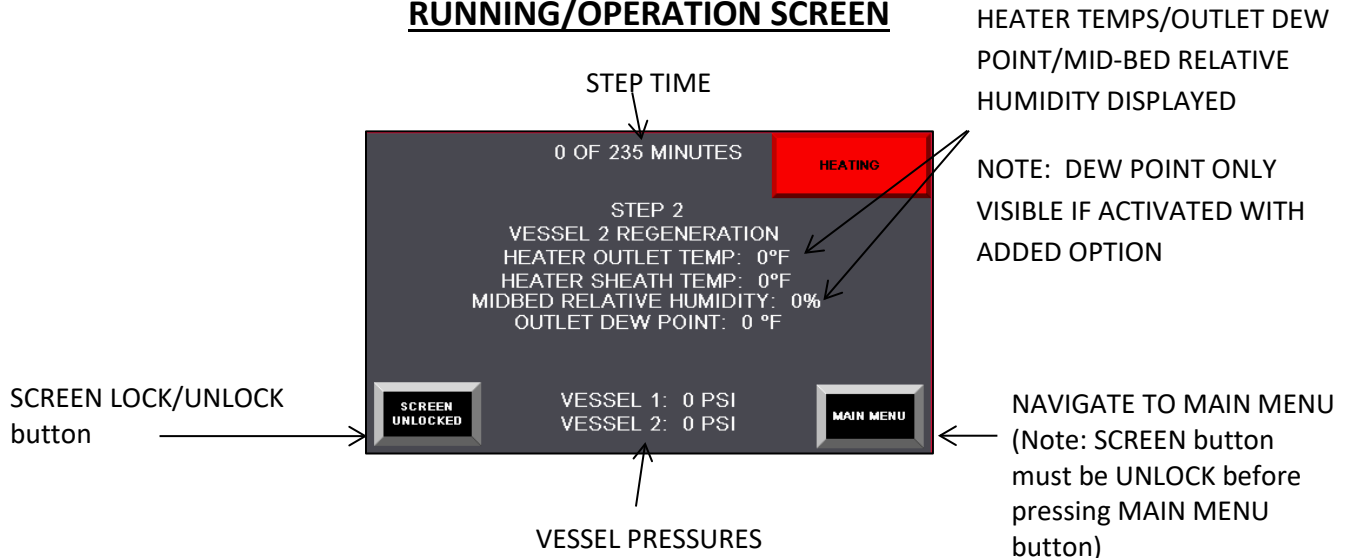 RUNNING/OPERATION SCREEN
HEATER TEMPS/OUTLET DEW
POINT/MID-BED RELATIVE
HUMIDITY DISPLAYED
NOTE: DEW POINT ONLY
VISIBLE IF ACTIVATED WITH
ADDED OPTION
STEP TIME
0 OF 235 MINUTES
HEATING
STEP 2
VESSEL 2 REGENERATION
HEATER OUTLET TEMP: 0°F
HEATER SHEATH TEMP: 0°F
MIDBED RELATIVE HUMIDITY: 0%
OUTLET DEW POINT: 0 °F
SCREEN LOCK/UNLOCK
button
SCREEN
UNLOCKED
VESSEL 1: 0 PSI
VESSEL 2: 0 PSI
MAIN MENU
NAVIGATE TO MAIN MENU
(Note: SCREEN button
must be UNLOCK before
pressing MAIN MENU
button)
VESSEL PRESSURES